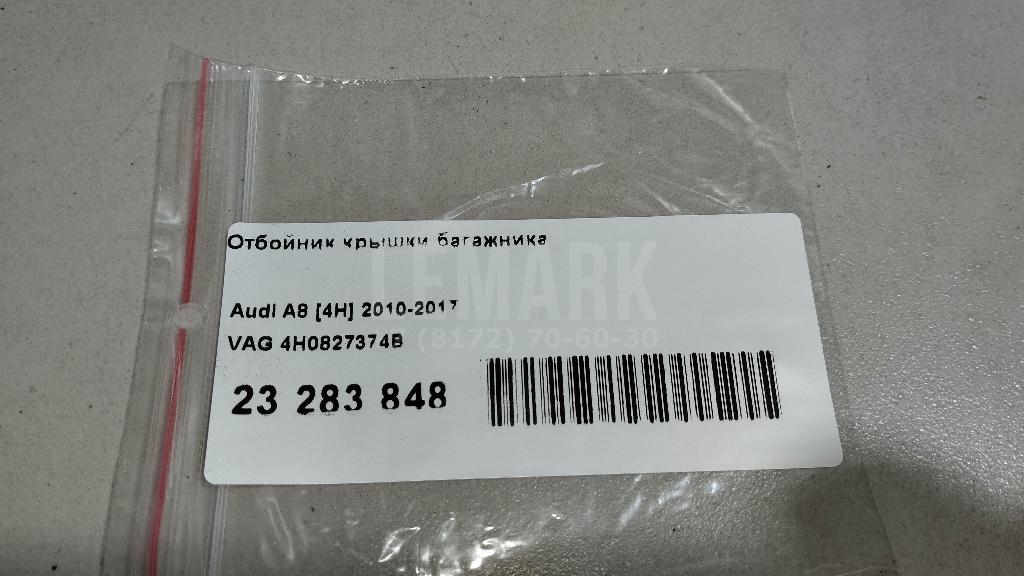 Отбойник крышки багажника
LEMARK
Audi A8 [4H] 2010-2017
(8172) 70-60-30
VAG 4H0827374B
23 283 848